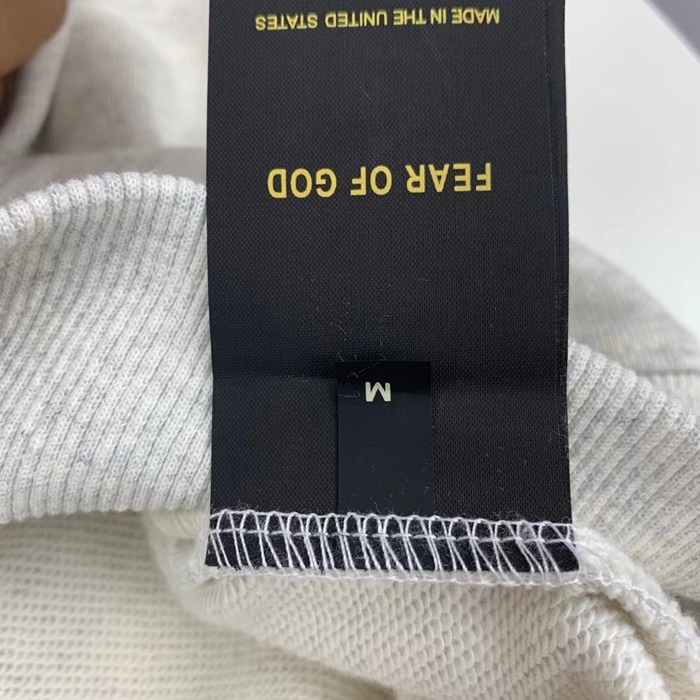 FEAR OF GOD
MADE IN THE UNITED STATES
M